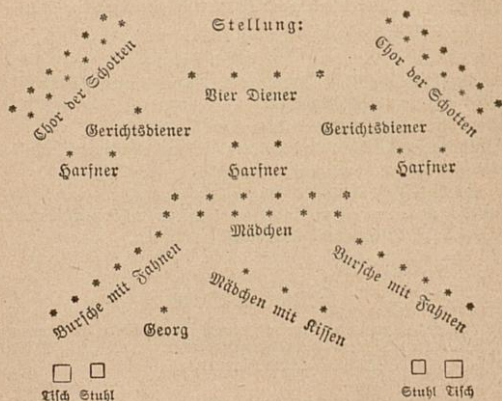 Stellung:
Chor der Schotten
Chor der Schotten
Vier Diener
Gerichtsdiener
Gerichtsdiener
Harfner
Harfner
Harfner
Mädchen
Bursche mit Fahnen
Mädchen mit Kissen
Bursche mit Fahnen
Georg
Tisch Stuhl
Stuhl Tisch